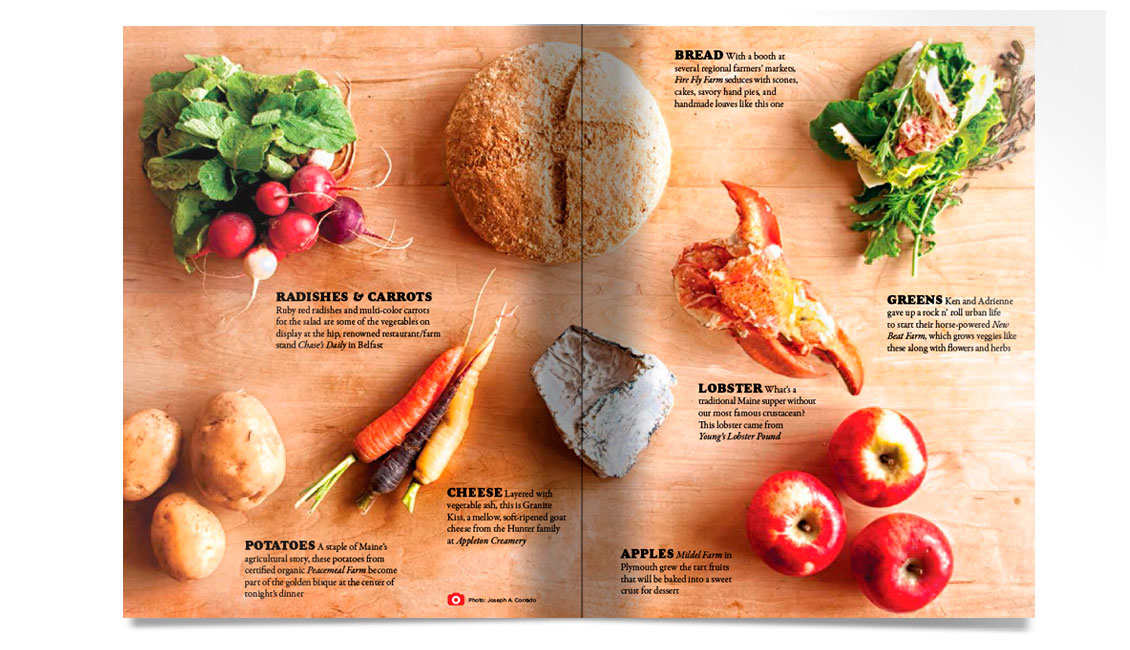 BREAD With a booth at
several regional farmers' markets,
Fire Fly Farm seduces with scones,
cakes, savory hand pies, and
handmade loaves like this one
RADISHES & CARROTS
Ruby red radishes and multi-color carrots
for the salad are some of the vegetables on
display at the hip, renowned restaurant/farm
stand Chase's Daily in Belfast
GREENS Ken and Adrienne
gave up a rock n' roll urban life
to start their horse-powered New
Beat Farm, which grows veggies like
these along with flowers and herbs
LOBSTER What's a
traditional Maine supper without
our most famous crustacean?
This lobster came from
Young's Lobster Pound
CHEESE Layered with
vegetable ash, this is Granite
Kiss, a mellow, soft-ripened goat
cheese from the Hunter family
at Appleton Creamery
POTATOES A staple of Maine's
agricultural story, these potatoes from
certified organic Peacemeal Farm become
part of the golden bisque at the center of
tonight's dinner
APPLES Mildel Farm in
Plymouth grew the tart fruits
that will be baked into a sweet
crust for dessert
Photo: Joseph A. Corrado